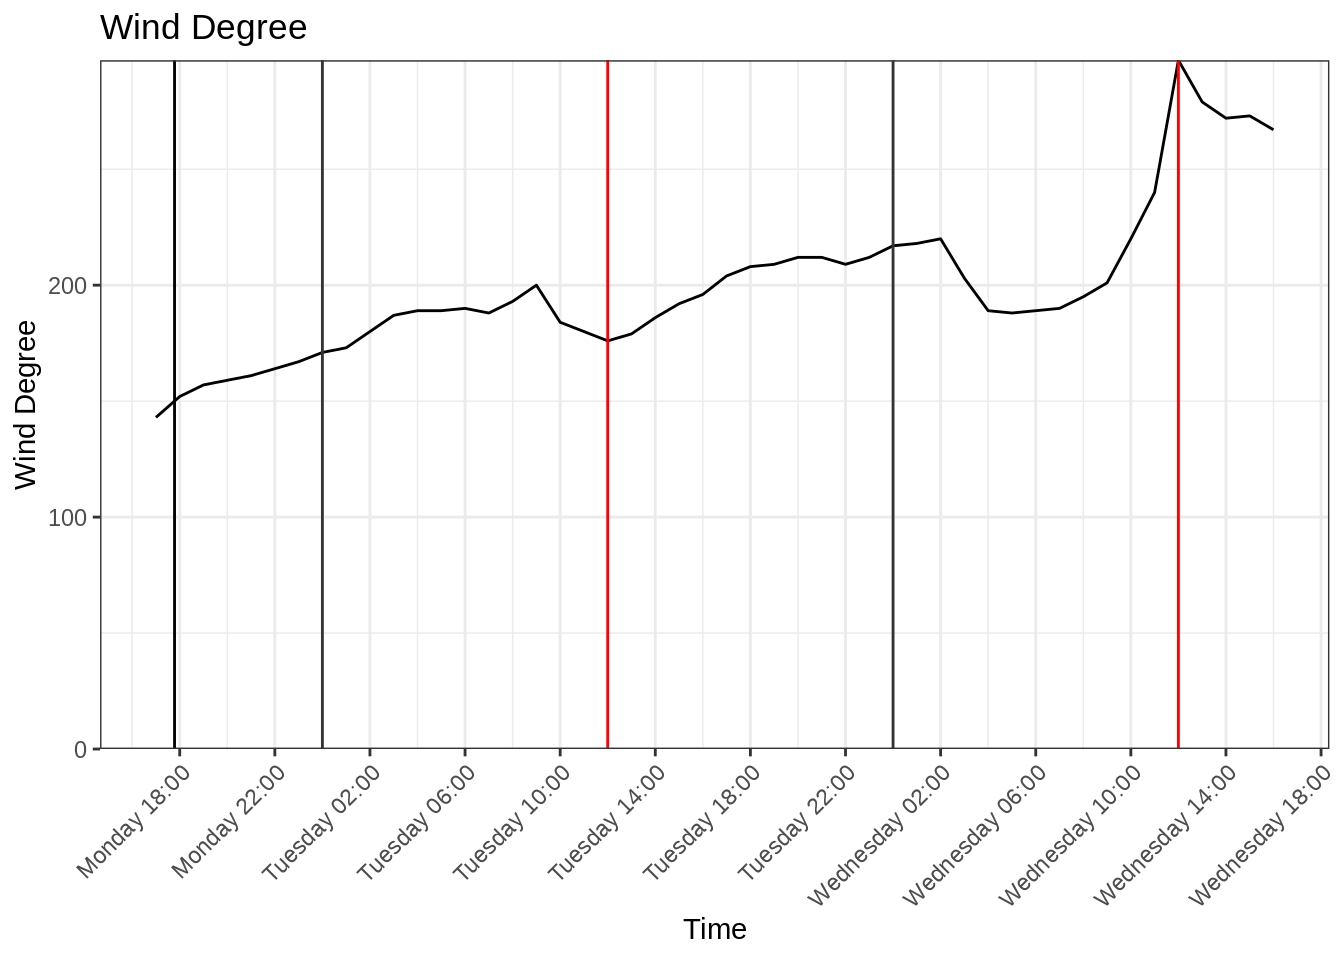 Wind Degree
Wind Degree
200
100
0
Monday 18:00
Monday 22:00
Tuesday 02:00
Tuesday 06:00
Tuesday 10:00
Tuesday 14:00
Tuesday 18:00
Tuesday 22:00
Wednesday 02:00
Wednesday 06:00
Wednesday 10:00
Wednesday 14:00
Wednesday 18:00
Time